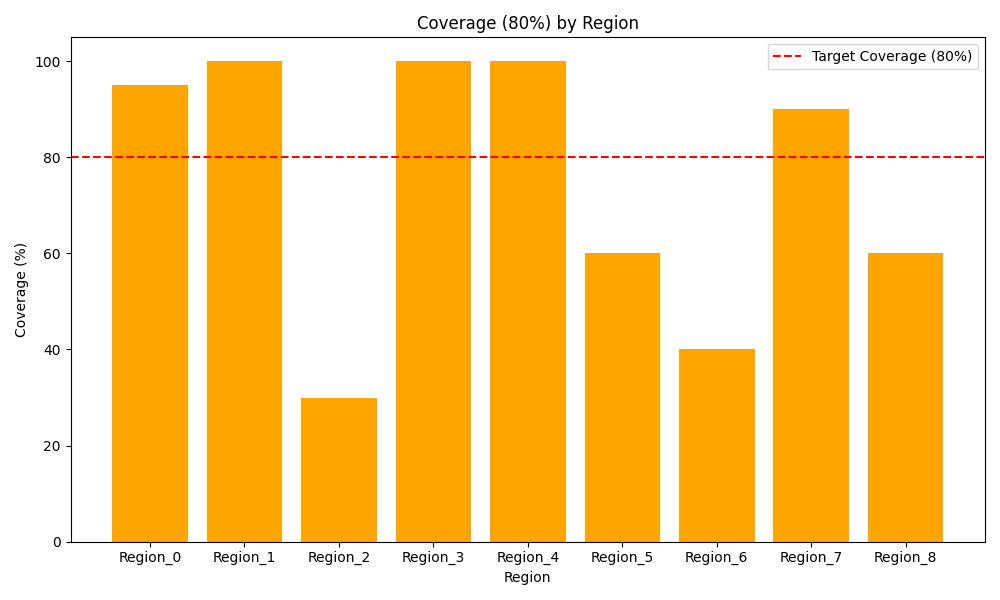 Coverage (80%) by Region
Target Coverage (80%)
Coverage (%)
100
80
60
40
20
0
Region_0 Region_1 Region_2 Region_3 Region_4 Region_5 Region_6 Region_7 Region_8
Region